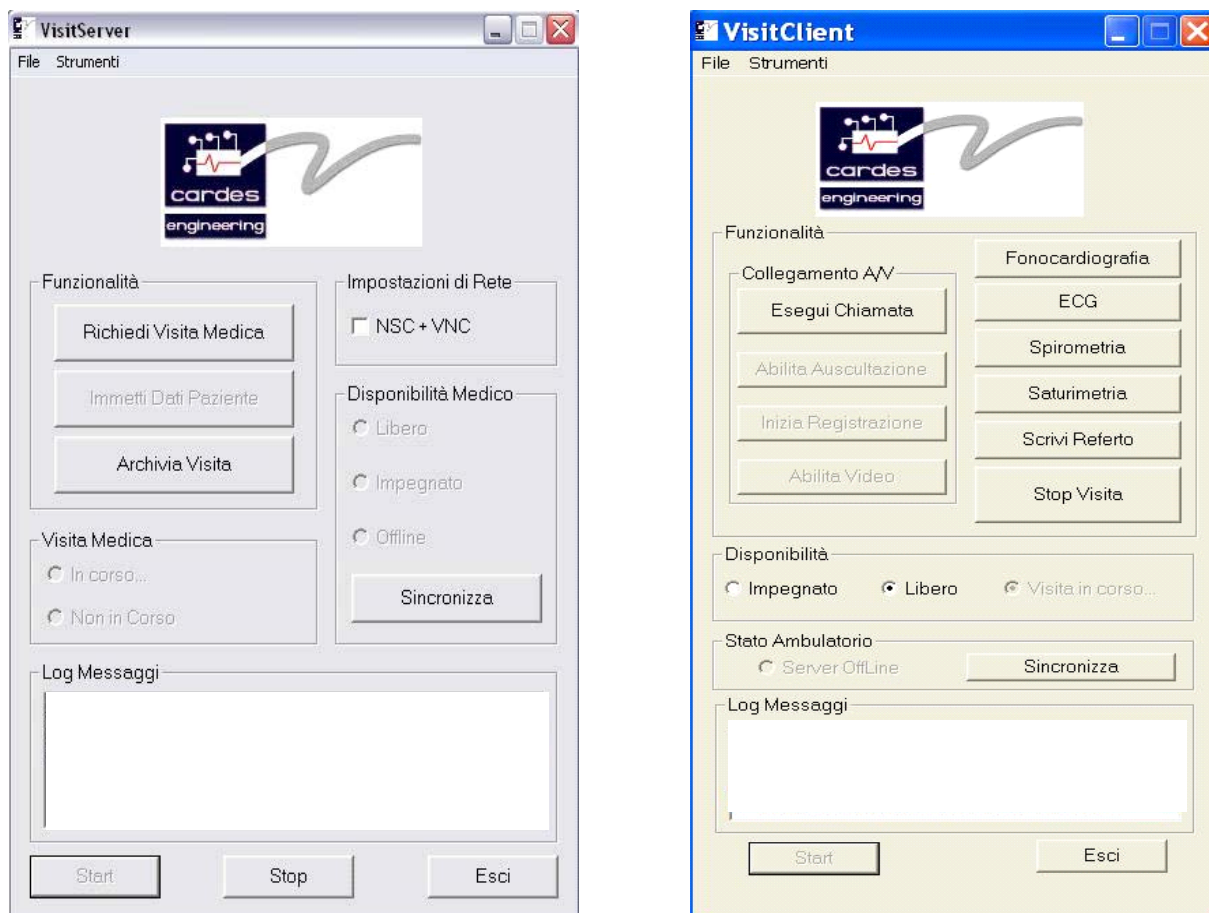 VisitServer
File Strumenti
cardes
engineering
Funzionalità
Richiedi Visita Medica
Immetti Dati Paziente
Archivia Visita
Impostazioni di Rete
NSC + VNC
Disponibilità Medico
Libero
Impegnato
Offline
Sincronizza
Visita Medica
In corso...
Non in Corso
Log Messaggi
Start Stop Esci
VisitClient
File Strumenti
cardes
engineering
Funzionalità
Collegamento A/V
Esegui Chiamata
Abilita Auscultazione
Inizia Registrazione
Abilita Video
Fonocardiografia
ECG
Spirometria
Saturimetria
Scrivi Referto
Stop Visita
Disponibilità
Impegnato Libero Visita in corso...
Stato Ambulatorio
Server OffLine Sincronizza
Log Messaggi
Start Esci